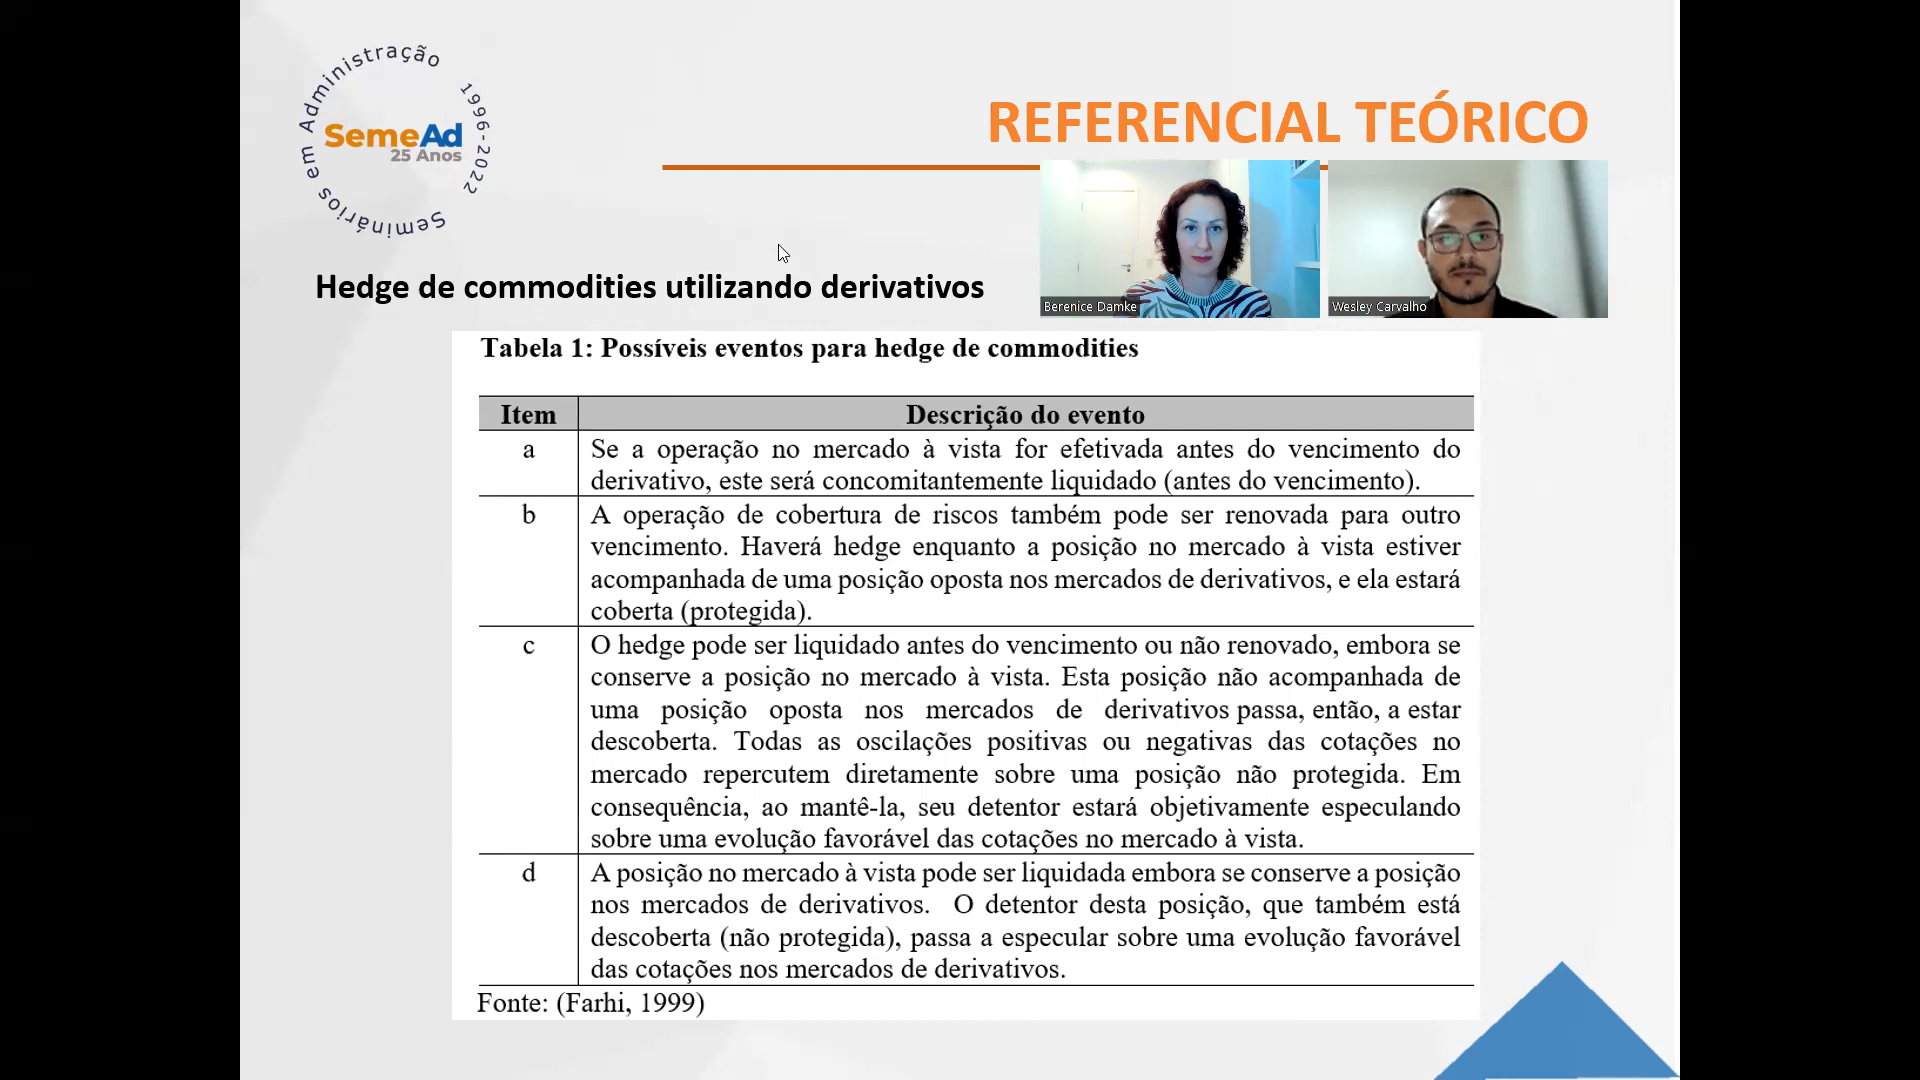 Seminários em Administração 1996-2022
SemeAd
25 Anos
REFERENCIAL TEÓRICO
Berenice Damke
Wesley Carvalho
Hedge de commodities utilizando derivativos
Tabela 1: Possíveis eventos para hedge de commodities
Item Descrição do evento
a Se a operação no mercado à vista for efetivada antes do vencimento do
derivativo, este será concomitantemente liquidado (antes do vencimento).
b A operação de cobertura de riscos também pode ser renovada para outro
vencimento. Haverá hedge enquanto a posição no mercado à vista estiver
acompanhada de uma posição oposta nos mercados de derivativos, e ela estará
coberta (protegida).
c O hedge pode ser liquidado antes do vencimento ou não renovado, embora se
conserve a posição no mercado à vista. Esta posição não acompanhada de
uma posição oposta nos mercados de derivativos passa, então, a estar
descoberta. Todas as oscilações positivas ou negativas das cotações no
mercado repercutem diretamente sobre uma posição não protegida. Em
consequência, ao mantê-la, seu detentor estará objetivamente especulando
sobre uma evolução favorável das cotações no mercado à vista.
d A posição no mercado à vista pode ser liquidada embora se conserve a posição
nos mercados de derivativos. O detentor desta posição, que também está
descoberta (não protegida), passa a especular sobre uma evolução favorável
das cotações nos mercados de derivativos.
Fonte: (Farhi, 1999)